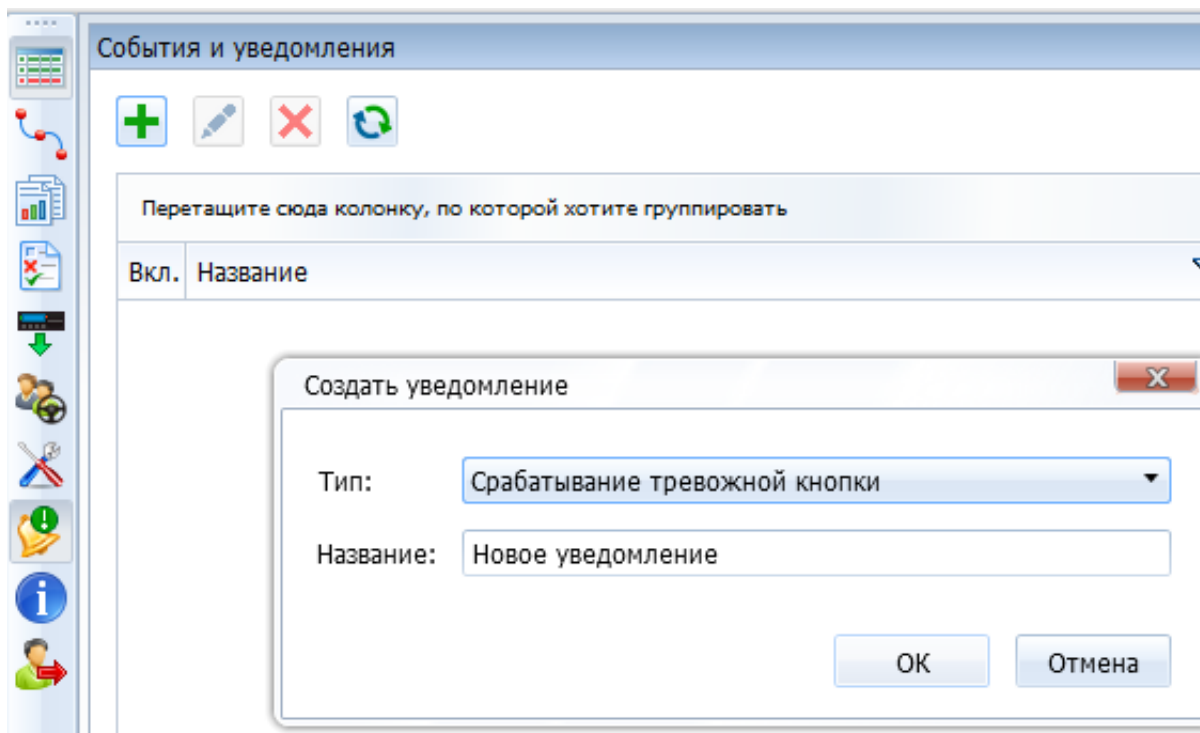 События и уведомления
Перетащите сюда колонку, по которой хотите группировать
Вкл. Название
Создать уведомление
Тип: Срабатывание тревожной кнопки
Название: Новое уведомление
ОК Отмена